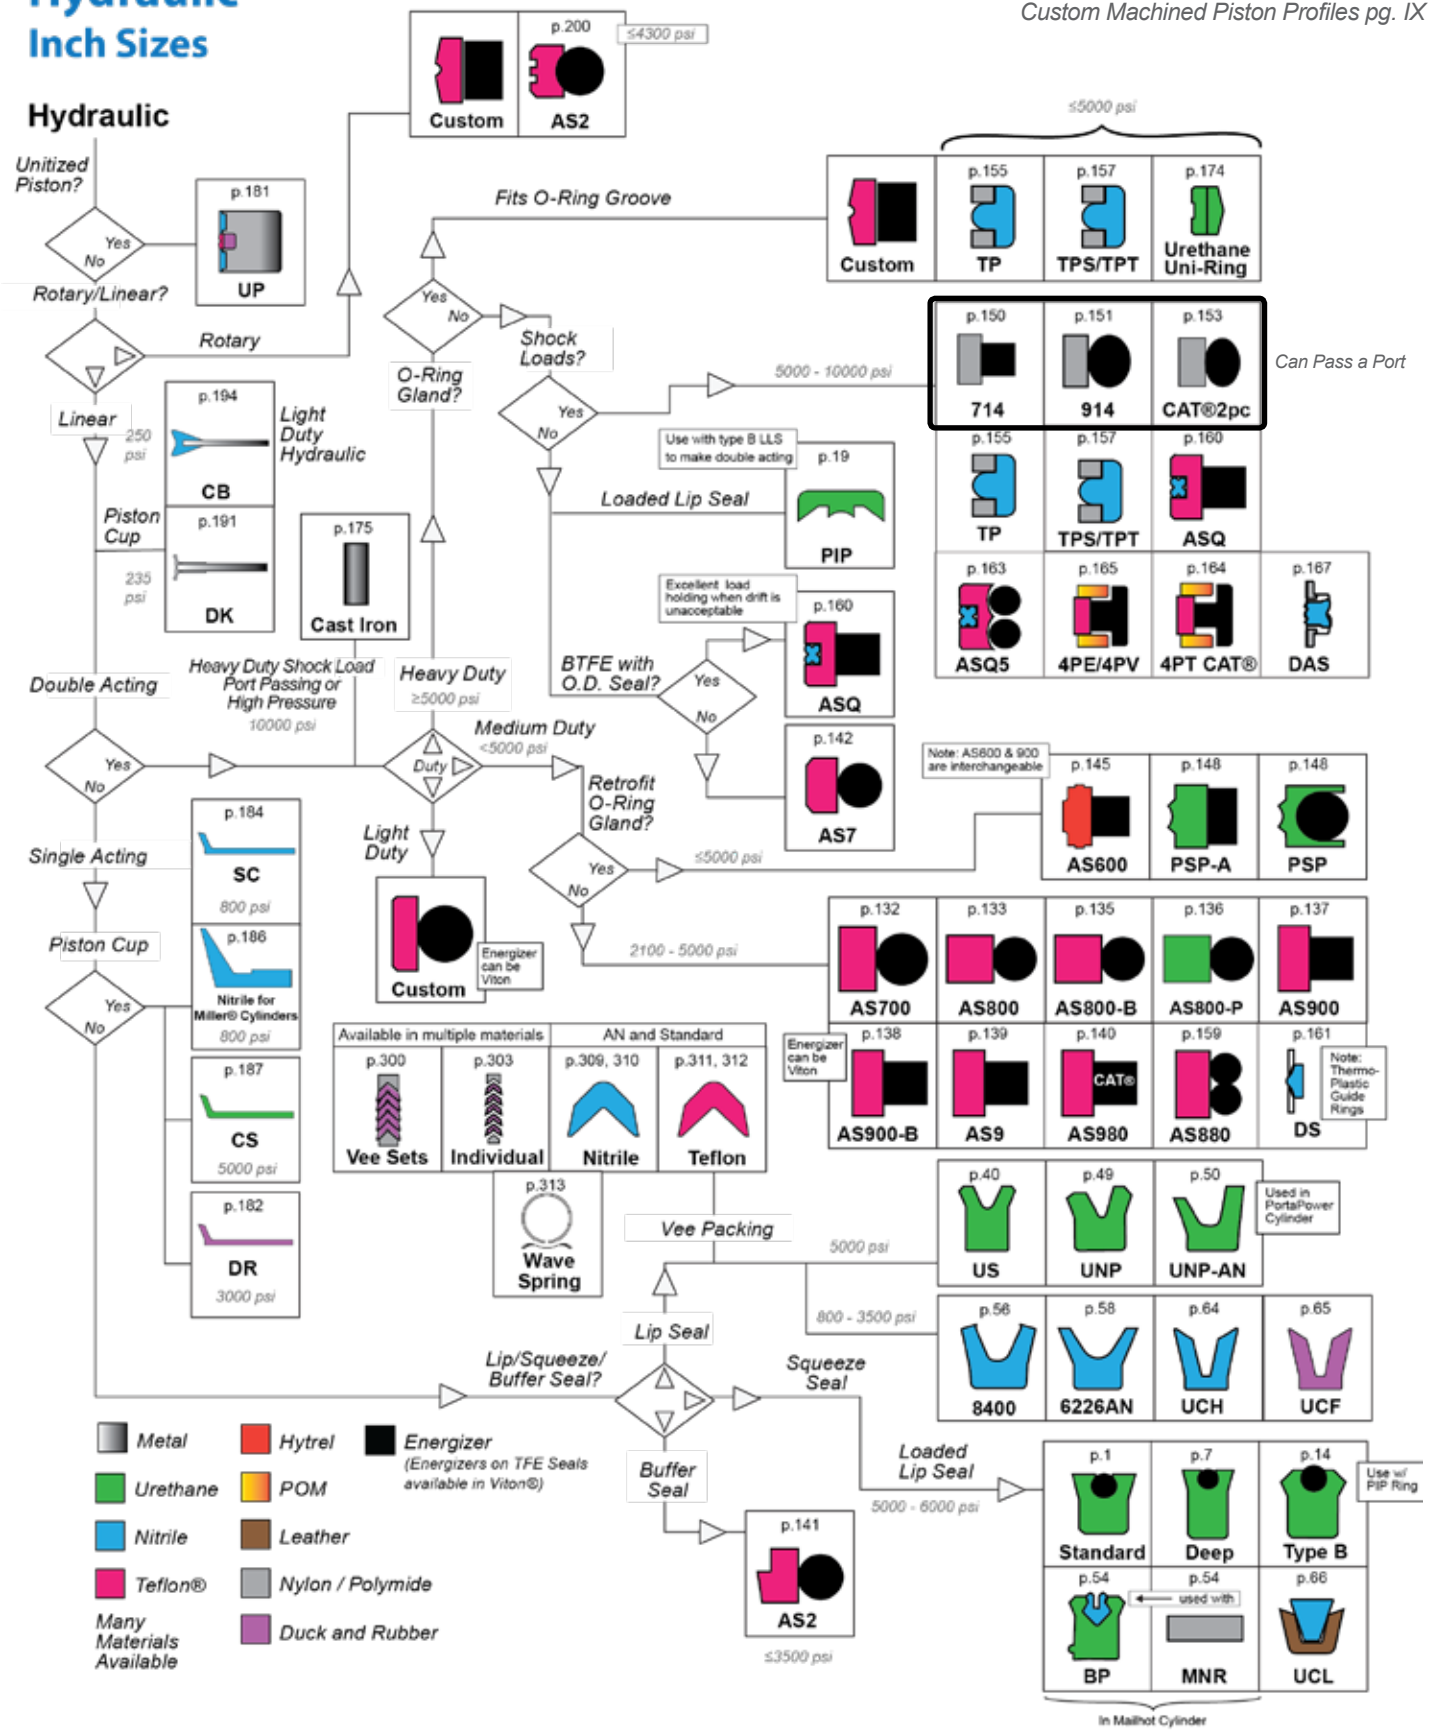 Hydraulic
Inch Sizes
Custom Machined Piston Profiles pg. IX
Hydraulic
Unitized
Piston?
Yes
No
p.181
UP
Rotary/Linear?
Rotary
Linear
Custom
p.200
AS2
≤4300 psi
250
psi
p.194
CB
Light
Duty
Hydraulic
Piston
Cup
235
psi
p.191
DK
p.175
Cast Iron
Heavy Duty Shock Load
Port Passing or
High Pressure
10000 psi
Double Acting
Yes
No
Duty
Heavy Duty
≥5000 psi
O-Ring
Gland?
Yes
No
Fits O-Ring Groove
≤5000 psi
Custom
p.155
TP
p.157
TPS/TPT
p.174
Urethane
Uni-Ring
Shock
Loads?
Yes
No
5000 - 10000 psi
p.150
714
p.151
914
p.153
CAT®2pc
Can Pass a Port
p.155
TP
p.157
TPS/TPT
p.160
ASQ
p.163
ASQ5
p.165
4PE/4PV
p.164
4PT CAT®
p.167
DAS
Use with type B LLS
to make double acting
Loaded Lip Seal
p.19
PIP
Excellent load
holding when drift is
unacceptable
BTFE with
O.D. Seal?
Yes
No
p.160
ASQ
p.142
AS7
Medium Duty
<5000 psi
Retrofit
O-Ring
Gland?
Yes
No
≤5000 psi
Note: AS600 & 900
are interchangeable
p.145
AS600
p.148
PSP-A
p.148
PSP
Light
Duty
Custom
Energizer
can be
Viton
2100 - 5000 psi
p.132
AS700
p.133
AS800
p.135
AS800-B
p.136
AS800-P
p.137
AS900
Energizer
can be
Viton
p.138
AS900-B
p.139
AS9
p.140
CAT®
AS980
p.159
AS880
p.161
DS
Note:
Thermo-
Plastic
Guide
Rings
Single Acting
Piston Cup
Yes
No
p.184
SC
800 psi
p.186
Nitrile for
Miller® Cylinders
800 psi
p.187
CS
5000 psi
p.182
DR
3000 psi
Available in multiple materials
AN and Standard
p.300
Vee Sets
p.303
Individual
p.309, 310
Nitrile
p.311, 312
Teflon
p.313
Wave
Spring
Vee Packing
5000 psi
p.40
US
p.49
UNP
p.50
UNP-AN
Used in
PortaPower
Cylinder
800 - 3500 psi
p.56
8400
p.58
6226AN
p.64
UCH
p.65
UCF
Lip Seal
Lip/Squeeze/
Buffer Seal?
Squeeze
Seal
Buffer
Seal
p.141
AS2
≤3500 psi
Loaded
Lip Seal
5000 - 6000 psi
p.1
Standard
p.7
Deep
p.14
Type B
Use w/
PIP Ring
p.54
BP
p.54
used with
MNR
p.66
UCL
In Mailhot Cylinder
Metal
Urethane
Nitrile
Teflon®
Many
Materials
Available
Hytrel
POM
Leather
Nylon / Polymide
Duck and Rubber
Energizer
(Energizers on TFE Seals
available in Viton®)